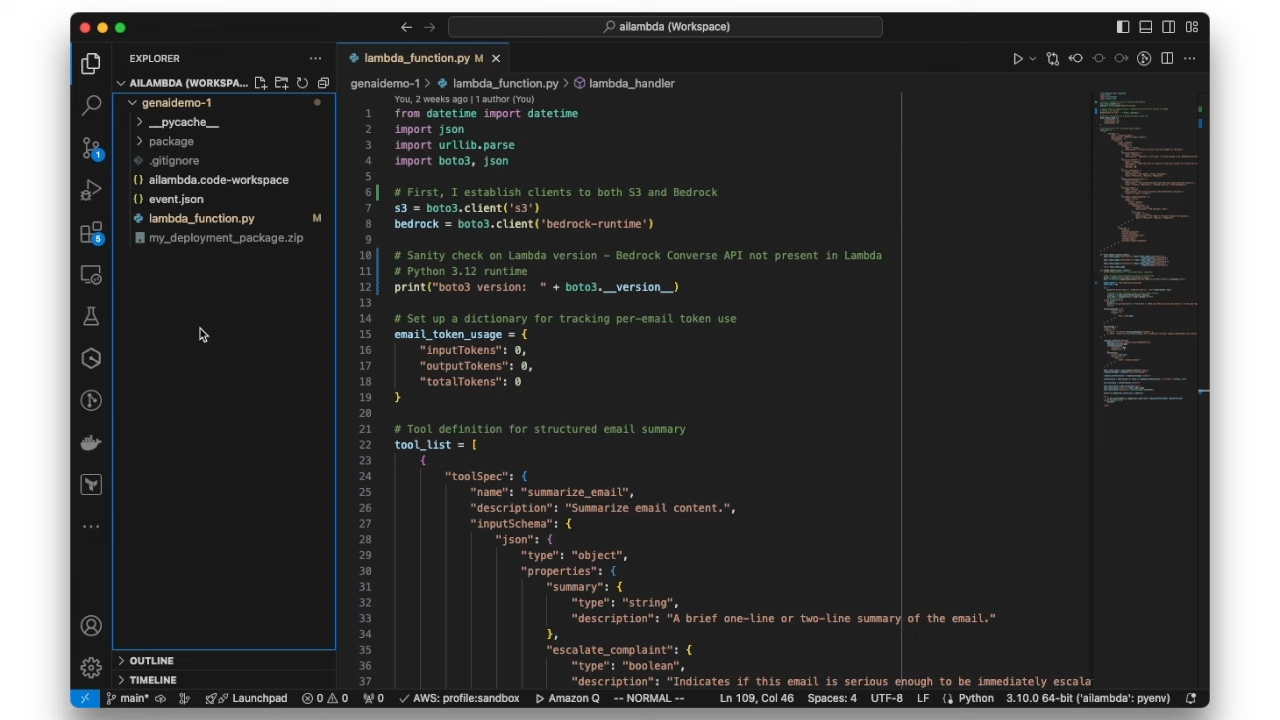 ailambda (Workspace)
EXPLORER
AILAMBDA (WORKSPA...
genaidemo-1
__pycache__
package
.gitignore
ailambda.code-workspace
event.json
lambda_function.py M
my_deployment_package.zip
OUTLINE
TIMELINE
1
5
lambda_function.py M
genaidemo-1 > lambda_function.py > lambda_handler
You, 2 weeks ago | 1 author (You)
1 from datetime import datetime
2 import json
3 import urllib.parse
4 import boto3, json
5
6 # First, I establish clients to both S3 and Bedrock
7 s3 = boto3.client('s3')
8 bedrock = boto3.client('bedrock-runtime')
9
10 # Sanity check on Lambda version – Bedrock Converse API not present in Lambda
11 # Python 3.12 runtime
12 print("boto3 version:  " + boto3.__version__)
13
14 # Set up a dictionary for tracking per-email token use
15 email_token_usage = {
16     "inputTokens": 0,
17     "outputTokens": 0,
18     "totalTokens": 0
19 }
20
21 # Tool definition for structured email summary
22 tool_list = [
23     {
24         "toolSpec": {
25             "name": "summarize_email",
26             "description": "Summarize email content.",
27             "inputSchema": {
28                 "json": {
29                     "type": "object",
30                     "properties": {
31                         "summary": {
32                             "type": "string",
33                             "description": "A brief one-line or two-line summary of the email."
34                         },
35                         "escalate_complaint": {
36                             "type": "boolean",
37                             "description": "Indicates if this email is serious enough to be immediately escala
main* Launchpad 0 0 0 AWS: profile:sandbox Amazon Q -- NORMAL -- Ln 109, Col 46 Spaces: 4 UTF-8 LF Python 3.10.0 64-bit ('ailambda': pyenv)